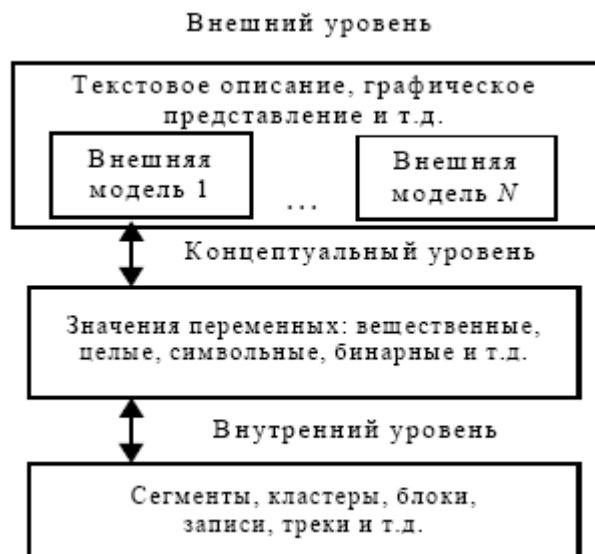 Внешний уровень
Текстовое описание, графическое
представление и т.д.
Внешняя
модель 1
...
Внешняя
модель N
Концептуальный уровень
Значения переменных: вещественные,
целые, символьные, бинарные и т.д.
Внутренний уровень
Сегменты, кластеры, блоки,
записи, треки и т.д.